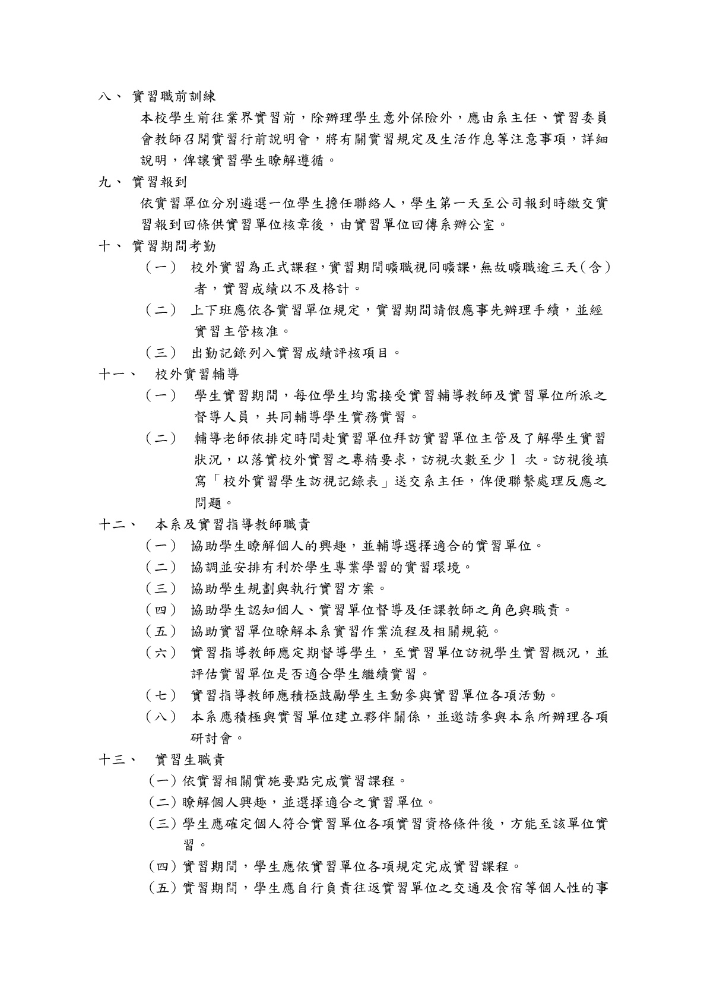 八、 實習職前訓練
本校學生前往業界實習前，除辦理學生意外保險外，應由系主任、實習委員
會教師召開實習行前說明會，將有關實習規定及生活作息等注意事項，詳細
說明，俾讓實習學生瞭解遵循。
九、 實習報到
依實習單位分別遴選一位學生擔任聯絡人，學生第一天至公司報到時繳交實
習報到回條供實習單位核章後，由實習單位回傳系辦公室。
十、 實習期間考勤
（一） 校外實習為正式課程，實習期間曠職視同曠課，無故曠職逾三天（含）
者，實習成績以不及格計。
（二） 上下班應依各實習單位規定，實習期間請假應事先辦理手續，並經
實習主管核准。
（三） 出勤記錄列入實習成績評核項目。
十一、 校外實習輔導
（一） 學生實習期間，每位學生均需接受實習輔導教師及實習單位所派之
督導人員，共同輔導學生實務實習。
（二） 輔導老師依排定時間赴實習單位拜訪實習單位主管及了解學生實習
狀況，以落實校外實習之專精要求，訪視次數至少 1 次。訪視後填
寫「校外實習學生訪視記錄表」送交系主任，俾便聯繫處理反應之
問題。
十二、 本系及實習指導教師職責
（一） 協助學生瞭解個人的興趣，並輔導選擇適合的實習單位。
（二） 協調並安排有利於學生專業學習的實習環境。
（三） 協助學生規劃與執行實習方案。
（四） 協助學生認知個人、實習單位督導及任課教師之角色與職責。
（五） 協助實習單位瞭解本系實習作業流程及相關規範。
（六） 實習指導教師應定期督導學生，至實習單位訪視學生實習概況，並
評估實習單位是否適合學生繼續實習。
（七） 實習指導教師應積極鼓勵學生主動參與實習單位各項活動。
（八） 本系應積極與實習單位建立夥伴關係，並邀請參與本系所辦理各項
研討會。
十三、 實習生職責
（一）依實習相關實施要點完成實習課程。
（二）瞭解個人興趣，並選擇適合之實習單位。
（三）學生應確定個人符合實習單位各項實習資格條件後，方能至該單位實
習。
（四）實習期間，學生應依實習單位各項規定完成實習課程。
（五）實習期間，學生應自行負責往返實習單位之交通及食宿等個人性的事